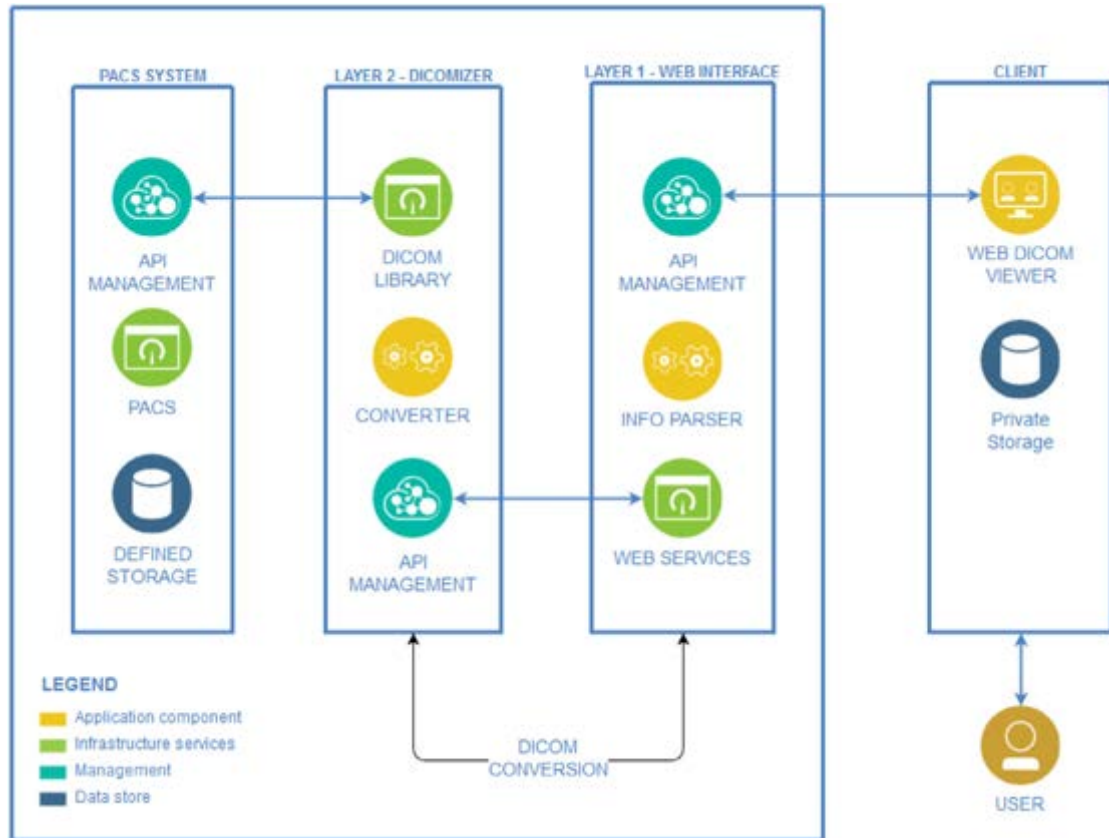 PACS SYSTEM
API
MANAGEMENT
PACS
DEFINED
STORAGE
LAYER 2 - DICOMIZER
DICOM
LIBRARY
CONVERTER
API
MANAGEMENT
LAYER 1 - WEB INTERFACE
API
MANAGEMENT
INFO PARSER
WEB SERVICES
CLIENT
WEB DICOM
VIEWER
Private
Storage
LEGEND
Application component
Infrastructure services
Management
Data store
DICOM
CONVERSION
USER